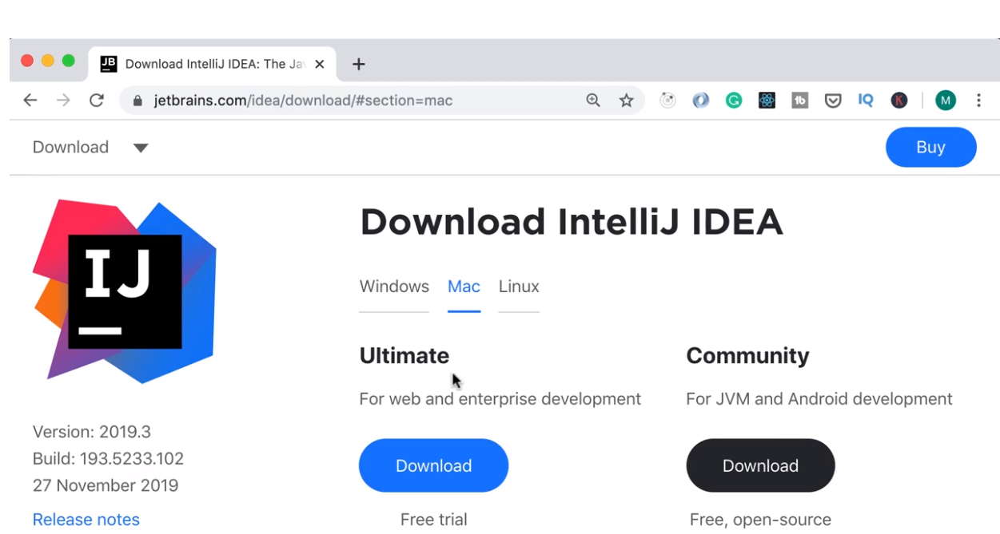 JB Download IntelliJ IDEA: The Jav
jetbrains.com/idea/download/#section=mac
tb IQ K M
Download Buy
IJ
Download IntelliJ IDEA
Windows Mac Linux
Ultimate Community
For web and enterprise development For JVM and Android development
Version: 2019.3
Build: 193.5233.102
27 November 2019
Download Download
Release notes Free trial Free, open-source